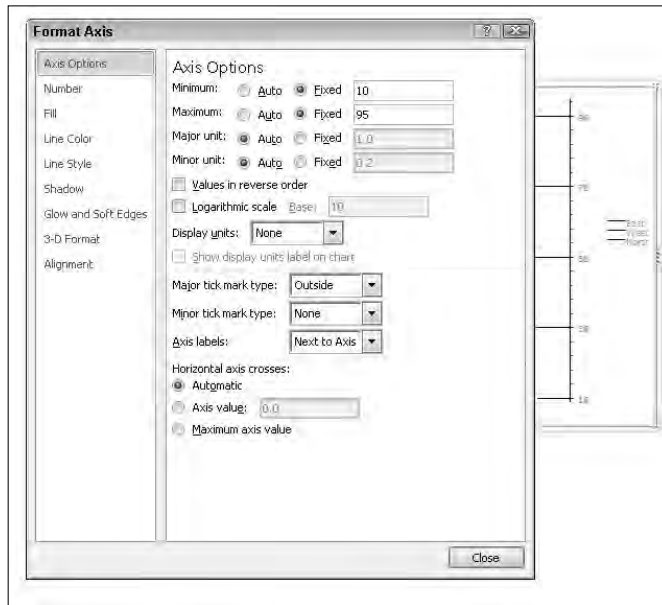 Format Axis
Axis Options
Number
Fill
Line Color
Line Style
Shadow
Glow and Soft Edges
3-D Format
Alignment
Axis Options
Minimum: Auto Fixed 10
Maximum: Auto Fixed 95
Major unit: Auto Fixed 1.0
Minor unit: Auto Fixed 0.2
Values in reverse order
Logarithmic scale Base: 10
Display units: None
Show display units label on chart
Major tick mark type: Outside
Minor tick mark type: None
Axis labels: Next to Axis
Horizontal axis crosses:
Automatic
Axis value: 0.0
Maximum axis value
Close